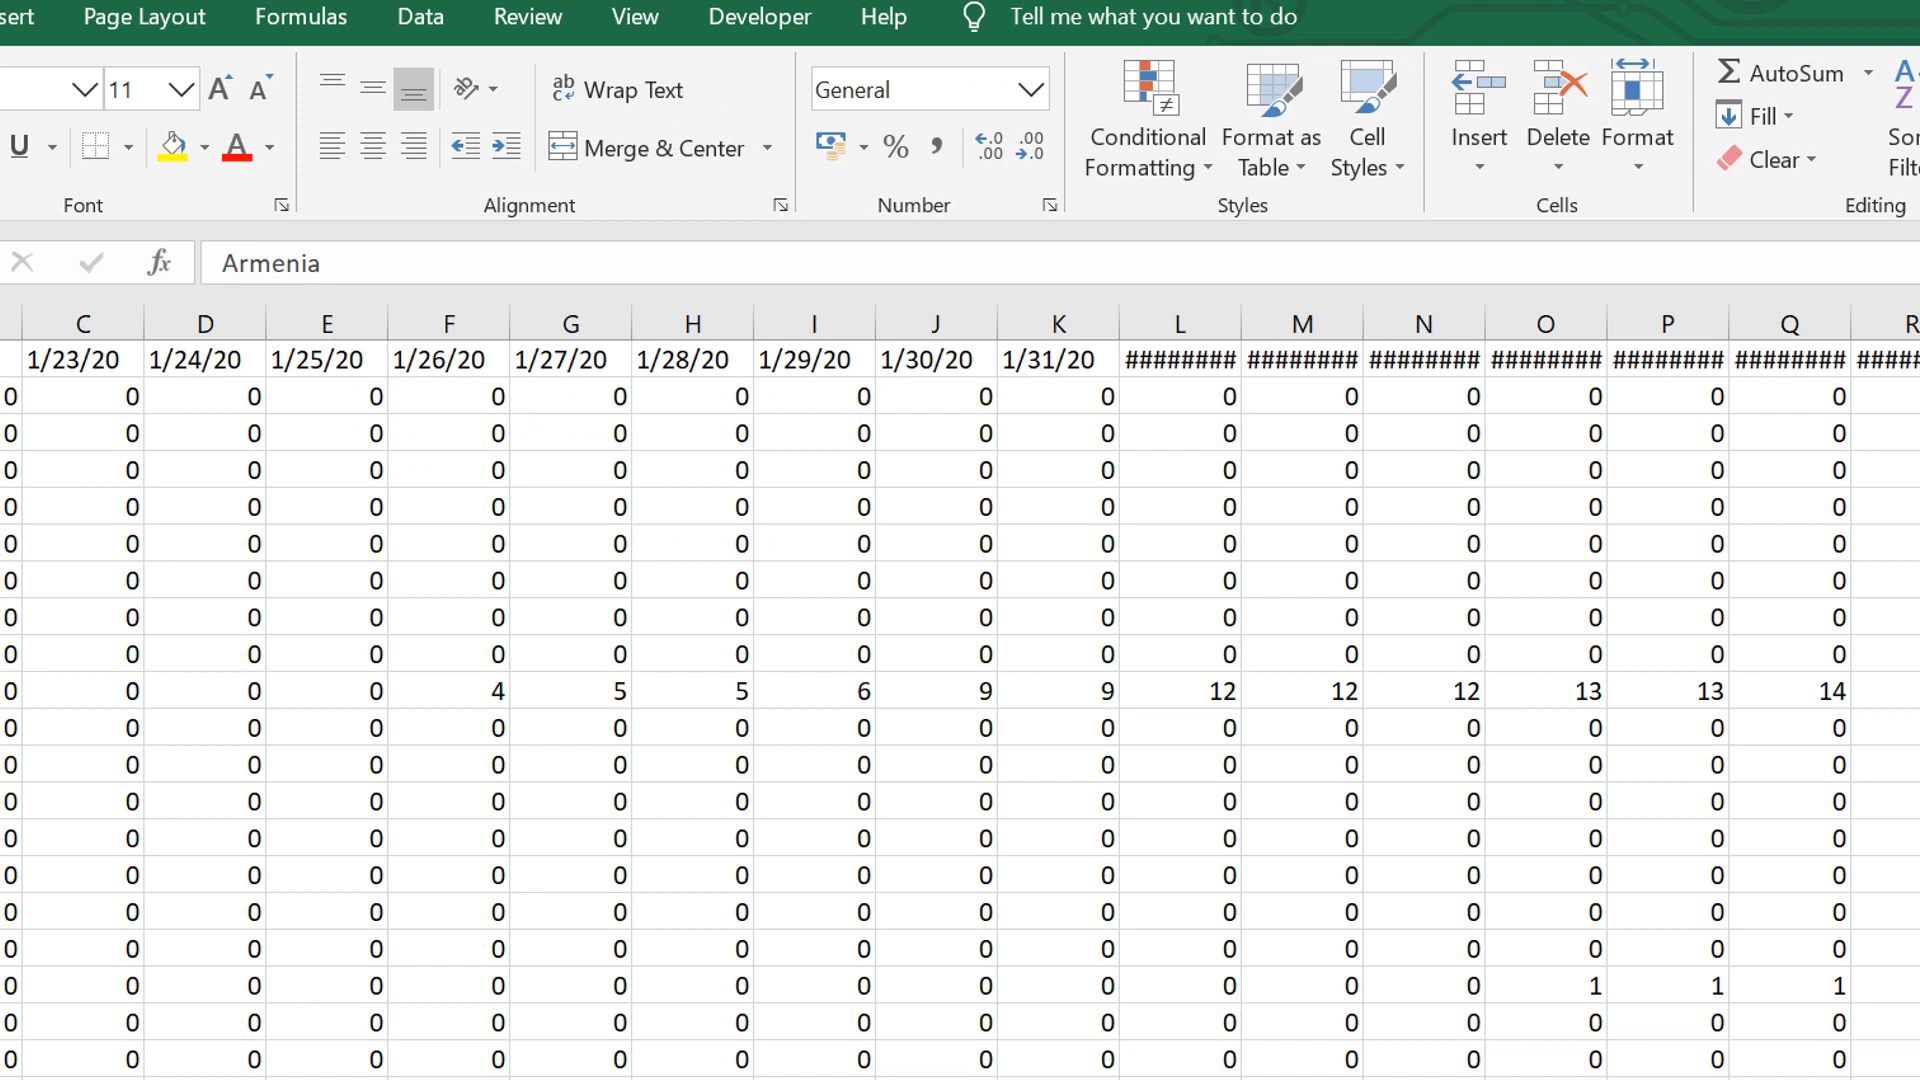 sert Page Layout Formulas Data Review View Developer Help Tell me what you want to do
11 A A ab Wrap Text General Σ AutoSum A
c Z
U A Merge & Center % , .0 .00 Conditional Format as Cell Insert Delete Format Fill
.00 .0 Formatting Table Styles Clear
Font Alignment Number Styles Cells Editing
fx Armenia
C D E F G H I J K L M N O P Q R
1/23/20 1/24/20 1/25/20 1/26/20 1/27/20 1/28/20 1/29/20 1/30/20 1/31/20 ######## ######## ######## ######## ######## ######## #####
0 0 0 0 0 0 0 0 0 0 0 0 0 0 0 0
0 0 0 0 0 0 0 0 0 0 0 0 0 0 0 0
0 0 0 0 0 0 0 0 0 0 0 0 0 0 0 0
0 0 0 0 0 0 0 0 0 0 0 0 0 0 0 0
0 0 0 0 0 0 0 0 0 0 0 0 0 0 0 0
0 0 0 0 0 0 0 0 0 0 0 0 0 0 0 0
0 0 0 0 0 0 0 0 0 0 0 0 0 0 0 0
0 0 0 0 0 0 0 0 0 0 0 0 0 0 0 0
0 0 0 0 4 5 5 6 9 9 12 12 12 13 13 14
0 0 0 0 0 0 0 0 0 0 0 0 0 0 0 0
0 0 0 0 0 0 0 0 0 0 0 0 0 0 0 0
0 0 0 0 0 0 0 0 0 0 0 0 0 0 0 0
0 0 0 0 0 0 0 0 0 0 0 0 0 0 0 0
0 0 0 0 0 0 0 0 0 0 0 0 0 0 0 0
0 0 0 0 0 0 0 0 0 0 0 0 0 0 0 0
0 0 0 0 0 0 0 0 0 0 0 0 0 0 0 0
0 0 0 0 0 0 0 0 0 0 0 0 0 1 1 1
0 0 0 0 0 0 0 0 0 0 0 0 0 0 0 0
0 0 0 0 0 0 0 0 0 0 0 0 0 0 0 0